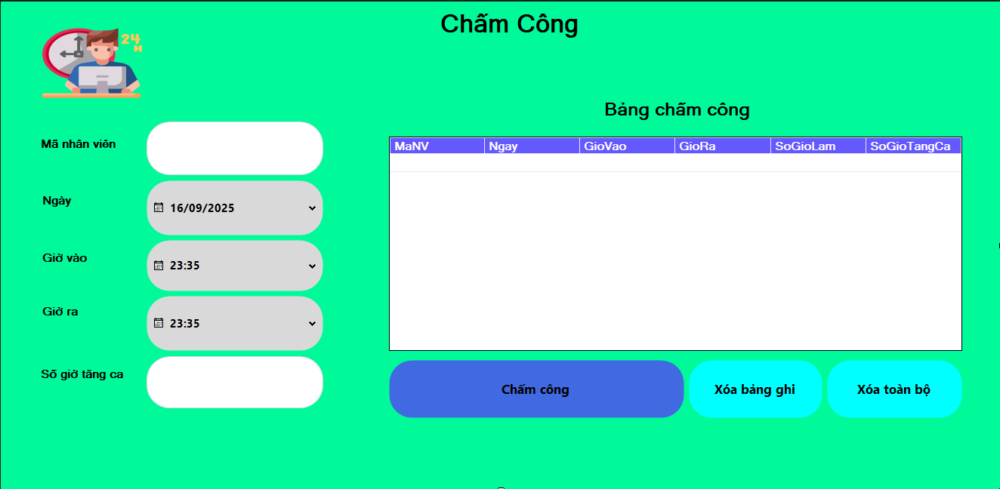 Chấm Công
24
H
Bảng chấm công
Mã nhân viên
MaNV Ngay GioVao GioRa SoGioLam SoGioTangCa
Ngày
16/09/2025
Giờ vào
23:35
Giờ ra
23:35
Số giờ tăng ca
Chấm công Xóa bảng ghi Xóa toàn bộ